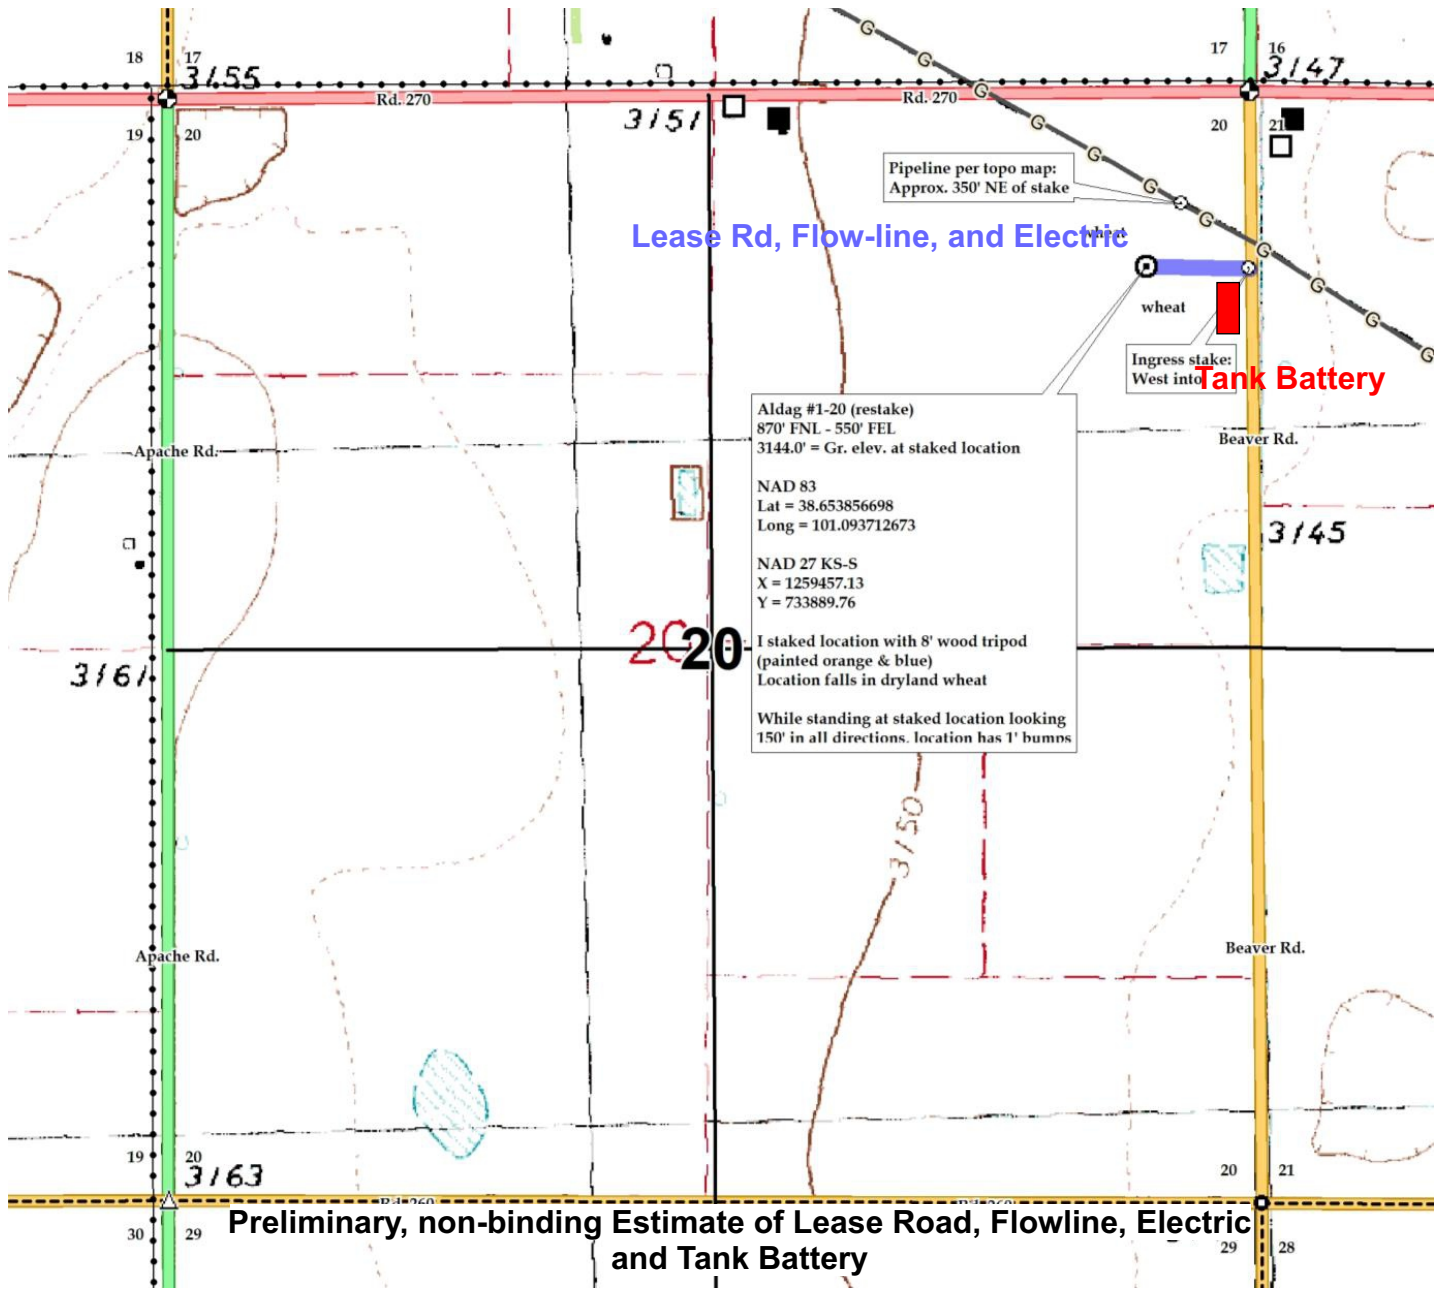 18 17
17 16
3155
3147
Rd. 270
Rd. 270
3151
19 20
20 21
G
G
G
G
G
G
G
G
G
G
G
Pipeline per topo map:
Approx. 350' NE of stake
wheat
Lease Rd, Flow-line, and Electric
wheat
Ingress stake:
West into
Tank Battery
Aldag #1-20 (restake)
870' FNL - 550' FEL
3144.0' = Gr. elev. at staked location
NAD 83
Lat = 38.653856698
Long = 101.093712673
NAD 27 KS-S
X = 1259457.13
Y = 733889.76
I staked location with 8' wood tripod
(painted orange & blue)
Location falls in dryland wheat
While standing at staked location looking
150' in all directions, location has 1' bumps
Apache Rd.
Beaver Rd.
3145
20
20
3161
3150
Apache Rd.
Beaver Rd.
19 20
20 21
3163
Rd. 260
Rd. 260
Preliminary, non-binding Estimate of Lease Road, Flowline, Electric
and Tank Battery
30 29
29 28